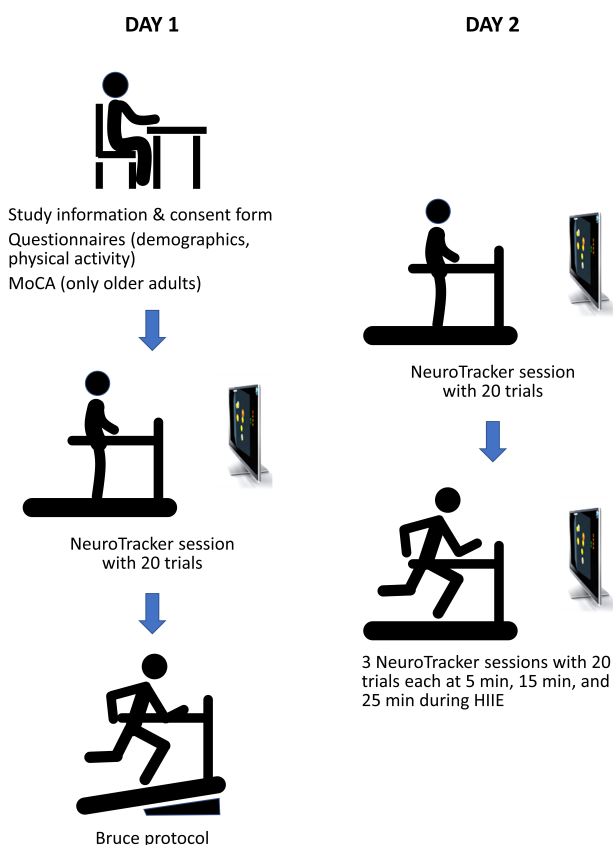 DAY 1
Study information & consent form
Questionnaires (demographics,
physical activity)
MoCA (only older adults)
NeuroTracker session
with 20 trials
Bruce protocol
DAY 2
NeuroTracker session
with 20 trials
3 NeuroTracker sessions with 20
trials each at 5 min, 15 min, and
25 min during HIIE